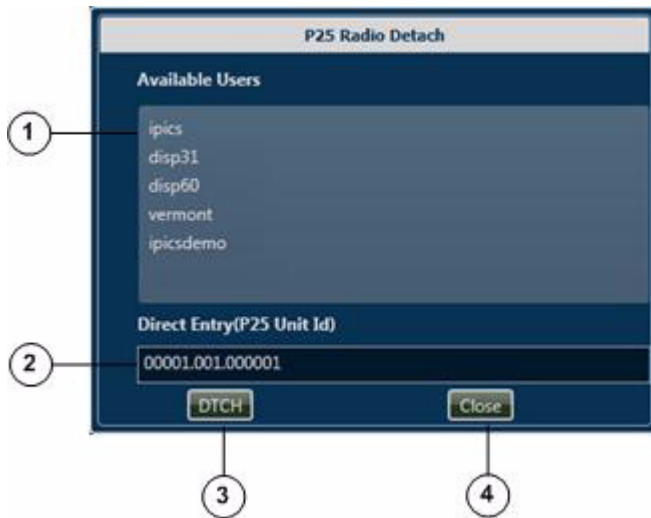 P25 Radio Detach
Available Users
1
ipics
disp31
disp60
vermont
ipicsdemo
Direct Entry(P25 Unit Id)
2
00001.001.000001
DTCH
Close
3
4